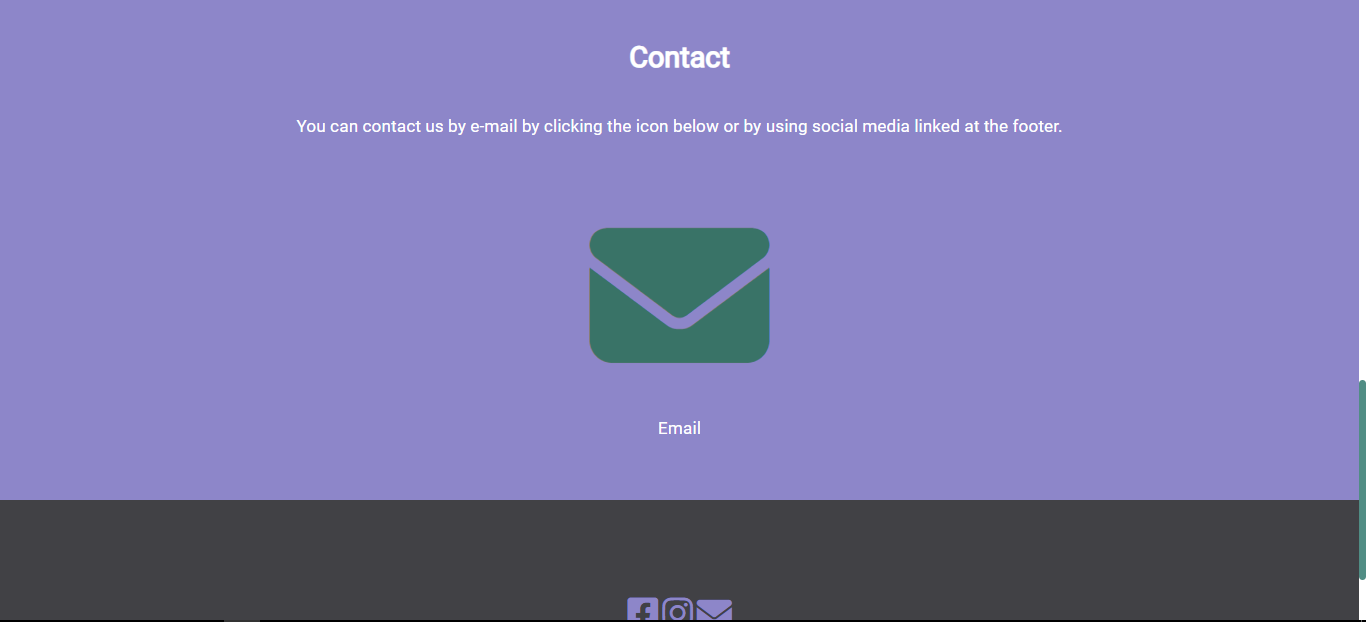 Contact
You can contact us by e-mail by clicking the icon below or by using social media linked at the footer.
Email